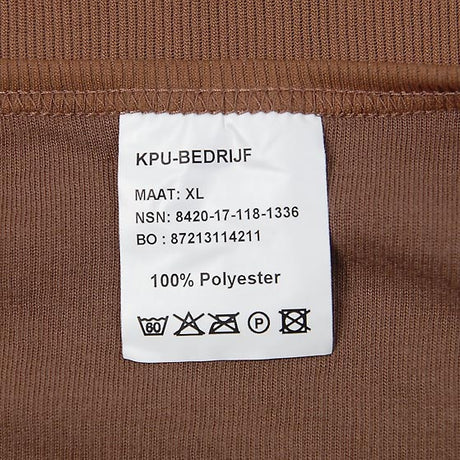 KPU-BEDRIJF
MAAT: XL
NSN: 8420-17-118-1336
BO : 87213114211
100% Polyester
60 P